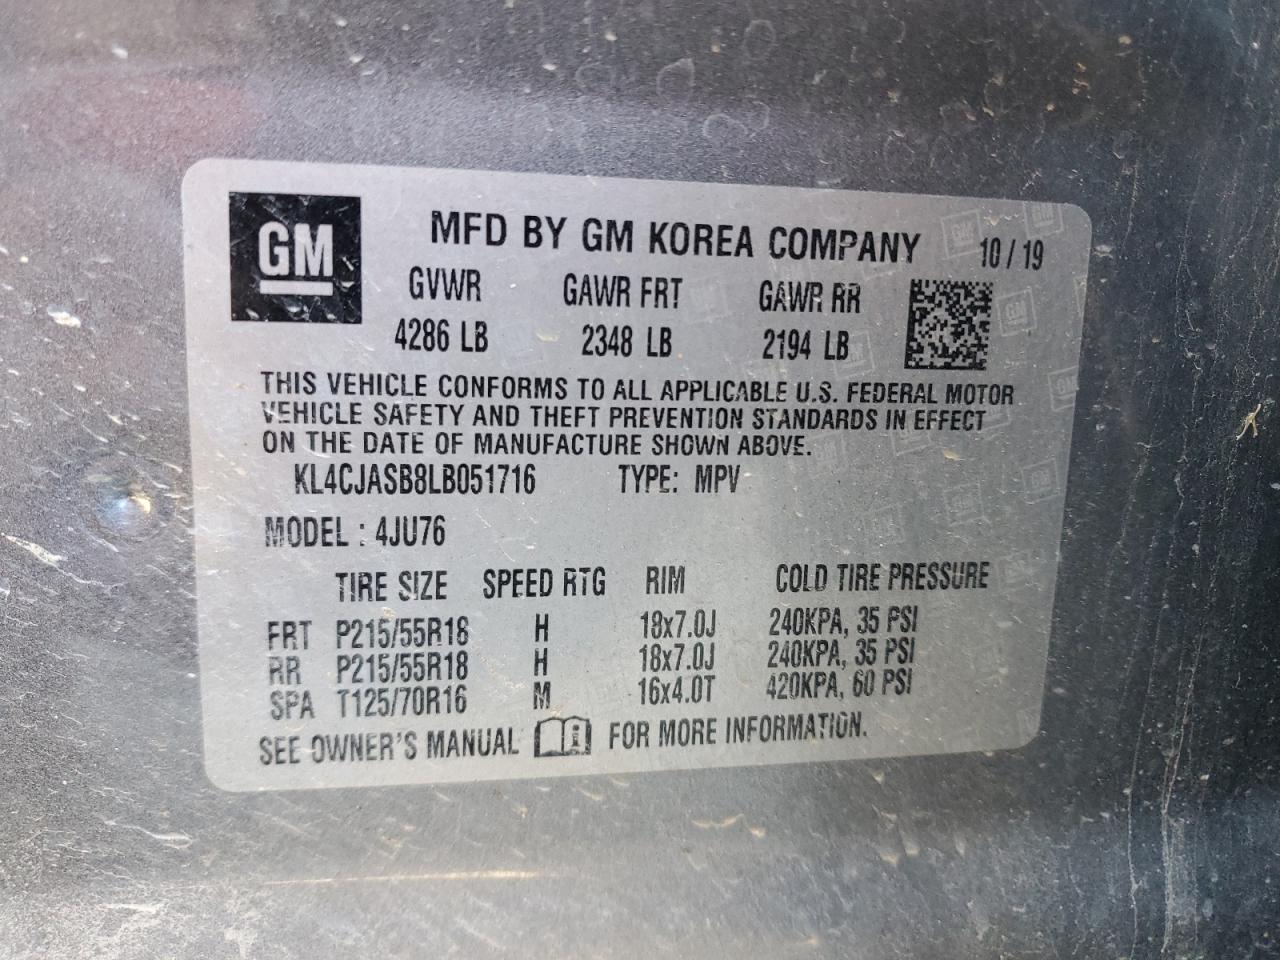 GM
MFD BY GM KOREA COMPANY 10 / 19
GVWR GAWR FRT GAWR RR
4286 LB 2348 LB 2194 LB
THIS VEHICLE CONFORMS TO ALL APPLICABLE U.S. FEDERAL MOTOR
VEHICLE SAFETY AND THEFT PREVENTION STANDARDS IN EFFECT
ON THE DATE OF MANUFACTURE SHOWN ABOVE.
KL4CJASB8LB051716 TYPE: MPV
MODEL : 4JU76
TIRE SIZE SPEED RTG RIM COLD TIRE PRESSURE
FRT P215/55R18 H 18x7.0J 240KPA, 35 PSI
RR P215/55R18 H 18x7.0J 240KPA, 35 PSI
SPA T125/70R16 M 16x4.0T 420KPA, 60 PSI
SEE OWNER'S MANUAL i FOR MORE INFORMATION.